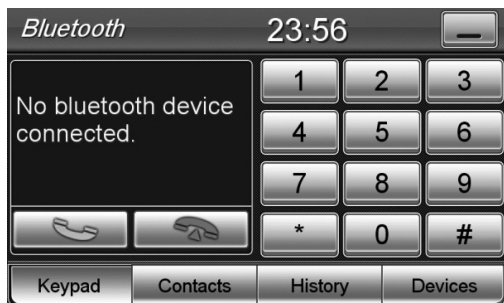 Bluetooth
23:56
No bluetooth device
connected.
1 2 3
4 5 6
7 8 9
* 0 #
Keypad Contacts History Devices